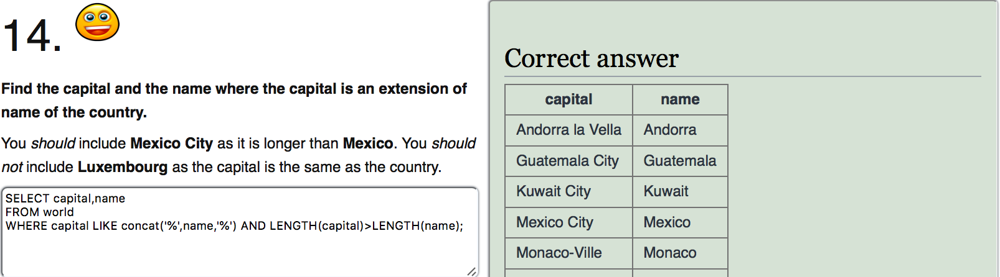 14.
Find the capital and the name where the capital is an extension of
name of the country.
You should include Mexico City as it is longer than Mexico. You should
not include Luxembourg as the capital is the same as the country.
SELECT capital,name
FROM world
WHERE capital LIKE concat('%',name,'%') AND LENGTH(capital)>LENGTH(name);
Correct answer
capital name
Andorra la Vella Andorra
Guatemala City Guatemala
Kuwait City Kuwait
Mexico City Mexico
Monaco-Ville Monaco